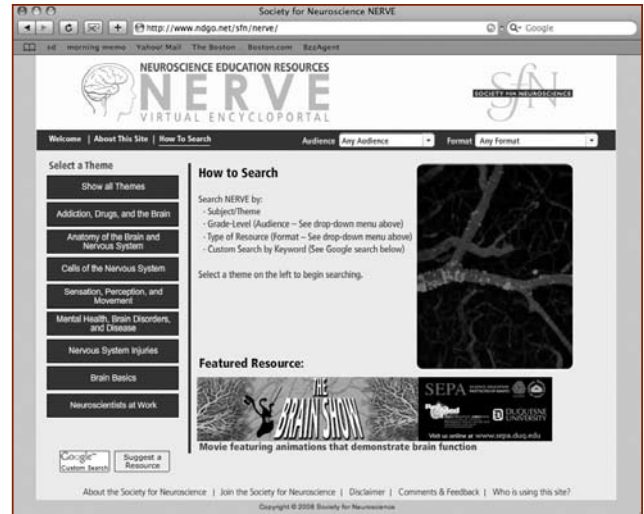 Society for Neuroscience NERVE
http://www.ndgo.net/sfn/nerve/
Google
morning meme Yahoo! Mail The Boston... Boston.com BzzAgent
NEUROSCIENCE EDUCATION RESOURCES
NERVE
VIRTUAL ENCYCLOPORTAL
SfN
SOCIETY FOR NEUROSCIENCE
Welcome | About This Site | How To Search Audience Any Audience Format Any Format
Select a Theme
Show all Themes
Addiction, Drugs, and the Brain
Anatomy of the Brain and
Nervous System
Cells of the Nervous System
Sensation, Perception, and
Movement
Mental Health, Brain Disorders,
and Disease
Nervous System Injuries
Brain Basics
Neuroscientists at Work
Google™
Custom Search
Suggest a
Resource
How to Search
Search NERVE by:
- Subject/Theme
- Grade-Level (Audience – See drop-down menu above)
- Type of Resource (Format – See drop-down menu above)
- Custom Search by Keyword (See Google search below)
Select a theme on the left to begin searching.
Featured Resource:
THE
BRAIN SHOW
SEPA
DUQUESNE
UNIVERSITY
Visit us online at www.sepa.duq.edu
Movie featuring animations that demonstrate brain function
About the Society for Neuroscience | Join the Society for Neuroscience | Disclaimer | Comments & Feedback | Who is using this site?
Copyright © 2008 Society for Neuroscience